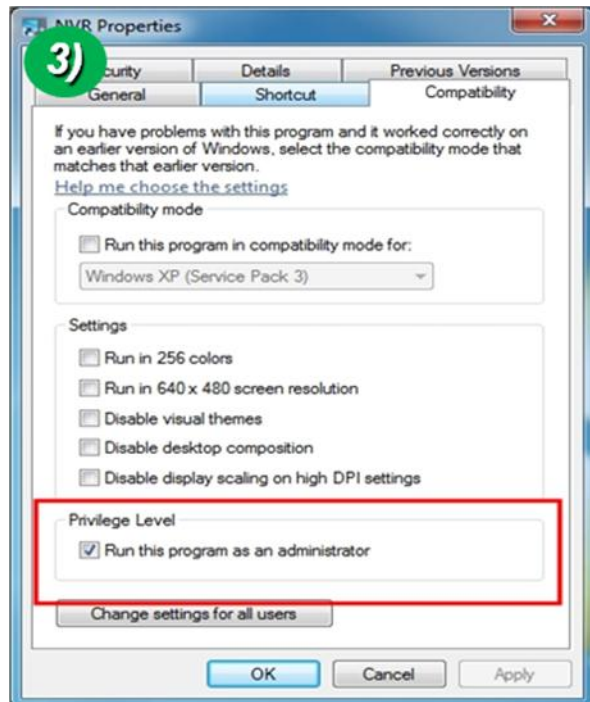 NVR Properties
3)
Security Details Previous Versions
General Shortcut Compatibility
If you have problems with this program and it worked correctly on
an earlier version of Windows, select the compatibility mode that
matches that earlier version.
Help me choose the settings
Compatibility mode
Run this program in compatibility mode for:
Windows XP (Service Pack 3)
Settings
Run in 256 colors
Run in 640 x 480 screen resolution
Disable visual themes
Disable desktop composition
Disable display scaling on high DPI settings
Privilege Level
Run this program as an administrator
Change settings for all users
OK Cancel Apply